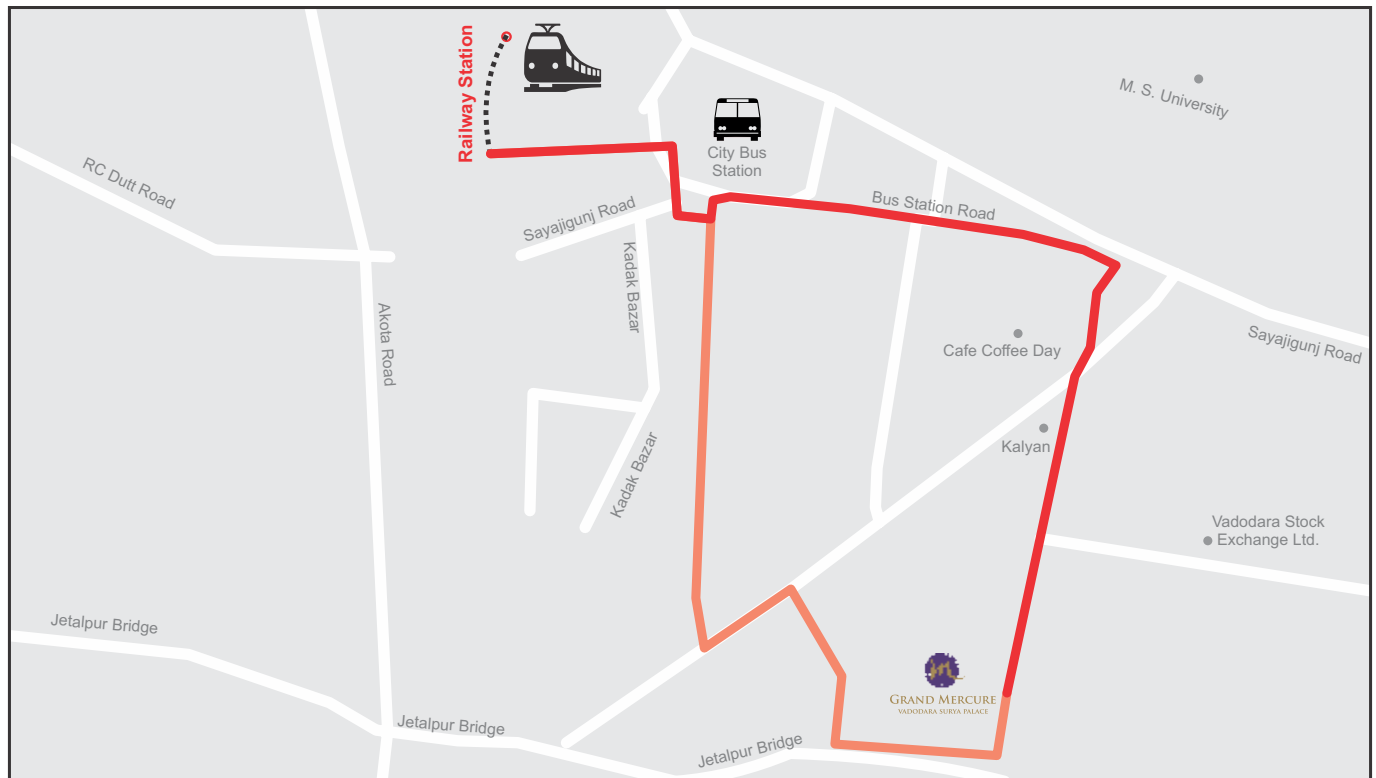 Railway Station
M. S. University
City Bus
Station
RC Dutt Road
Bus Station Road
Sayajigunj Road
Kadak Bazar
Akota Road
Cafe Coffee Day
Sayajigunj Road
Kalyan
Kadak Bazar
Vadodara Stock
Exchange Ltd.
Jetalpur Bridge
GRAND MERCURE
VADODARA SURYA PALACE
Jetalpur Bridge
Jetalpur Bridge